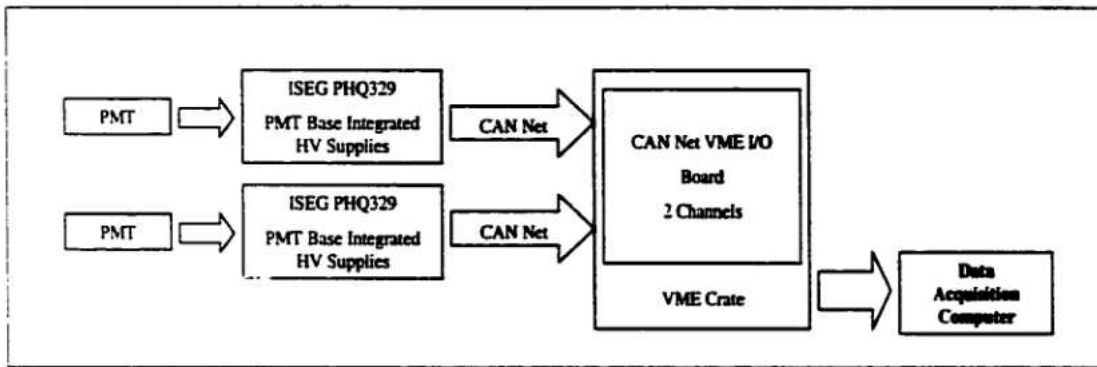 PMT
ISEG PHQ329
PMT Base Integrated
HV Supplies
CAN Net
PMT
ISEG PHQ329
PMT Base Integrated
HV Supplies
CAN Net
CAN Net VME I/O
Board
2 Channels
VME Crate
Data
Acquisition
Computer